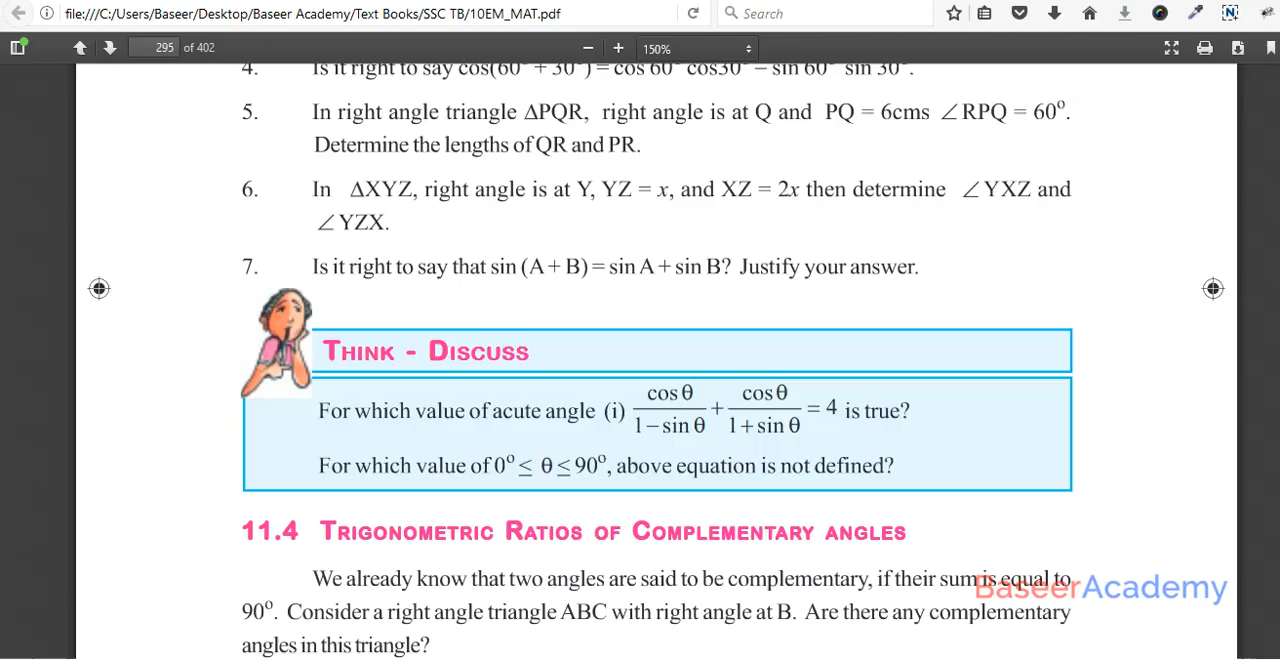 file:///C:/Users/Baseer/Desktop/Baseer Academy/Text Books/SSC TB/10EM_MAT.pdf
Search
295 of 402
− + 150%
4. Is it right to say cos(60° + 30°) = cos 60° cos30° − sin 60° sin 30°.
5. In right angle triangle ΔPQR, right angle is at Q and PQ = 6cms ∠RPQ = 60°.
Determine the lengths of QR and PR.
6. In ΔXYZ, right angle is at Y, YZ = x, and XZ = 2x then determine ∠YXZ and
∠YZX.
7. Is it right to say that sin (A + B) = sin A + sin B? Justify your answer.
THINK - DISCUSS
For which value of acute angle (i) cos θ / 1 − sin θ + cos θ / 1 + sin θ = 4 is true?
For which value of 0° ≤ θ ≤ 90°, above equation is not defined?
11.4 TRIGONOMETRIC RATIOS OF COMPLEMENTARY ANGLES
We already know that two angles are said to be complementary, if their sum is equal to
BaseerAcademy
90°. Consider a right angle triangle ABC with right angle at B. Are there any complementary
angles in this triangle?